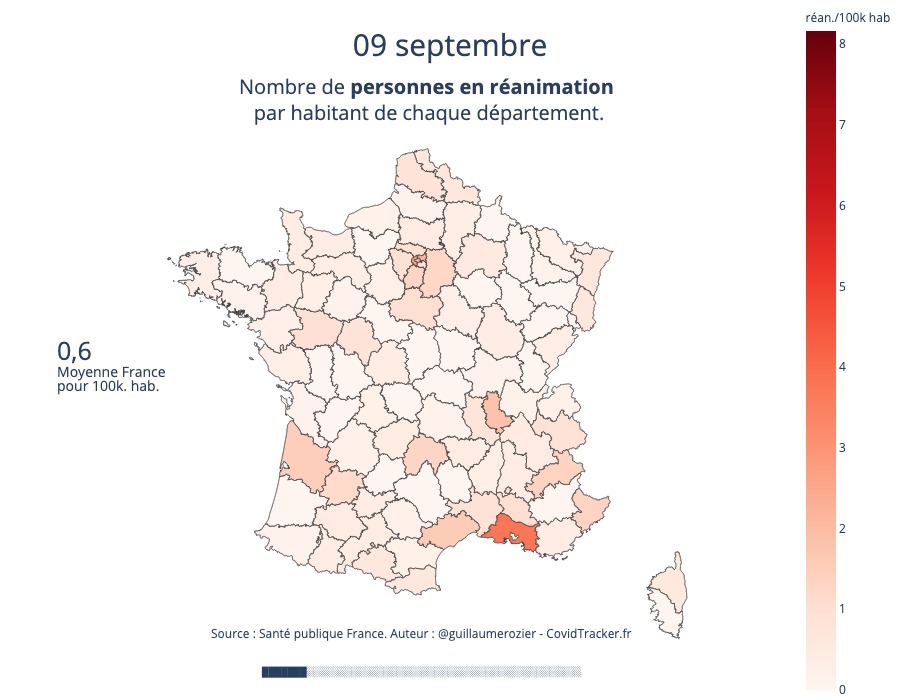 réan./100k hab
09 septembre
Nombre de personnes en réanimation
par habitant de chaque département.
8
7
6
5
4
3
2
1
0
0,6
Moyenne France
pour 100k. hab.
Source : Santé publique France. Auteur : @guillaumerozier - CovidTracker.fr